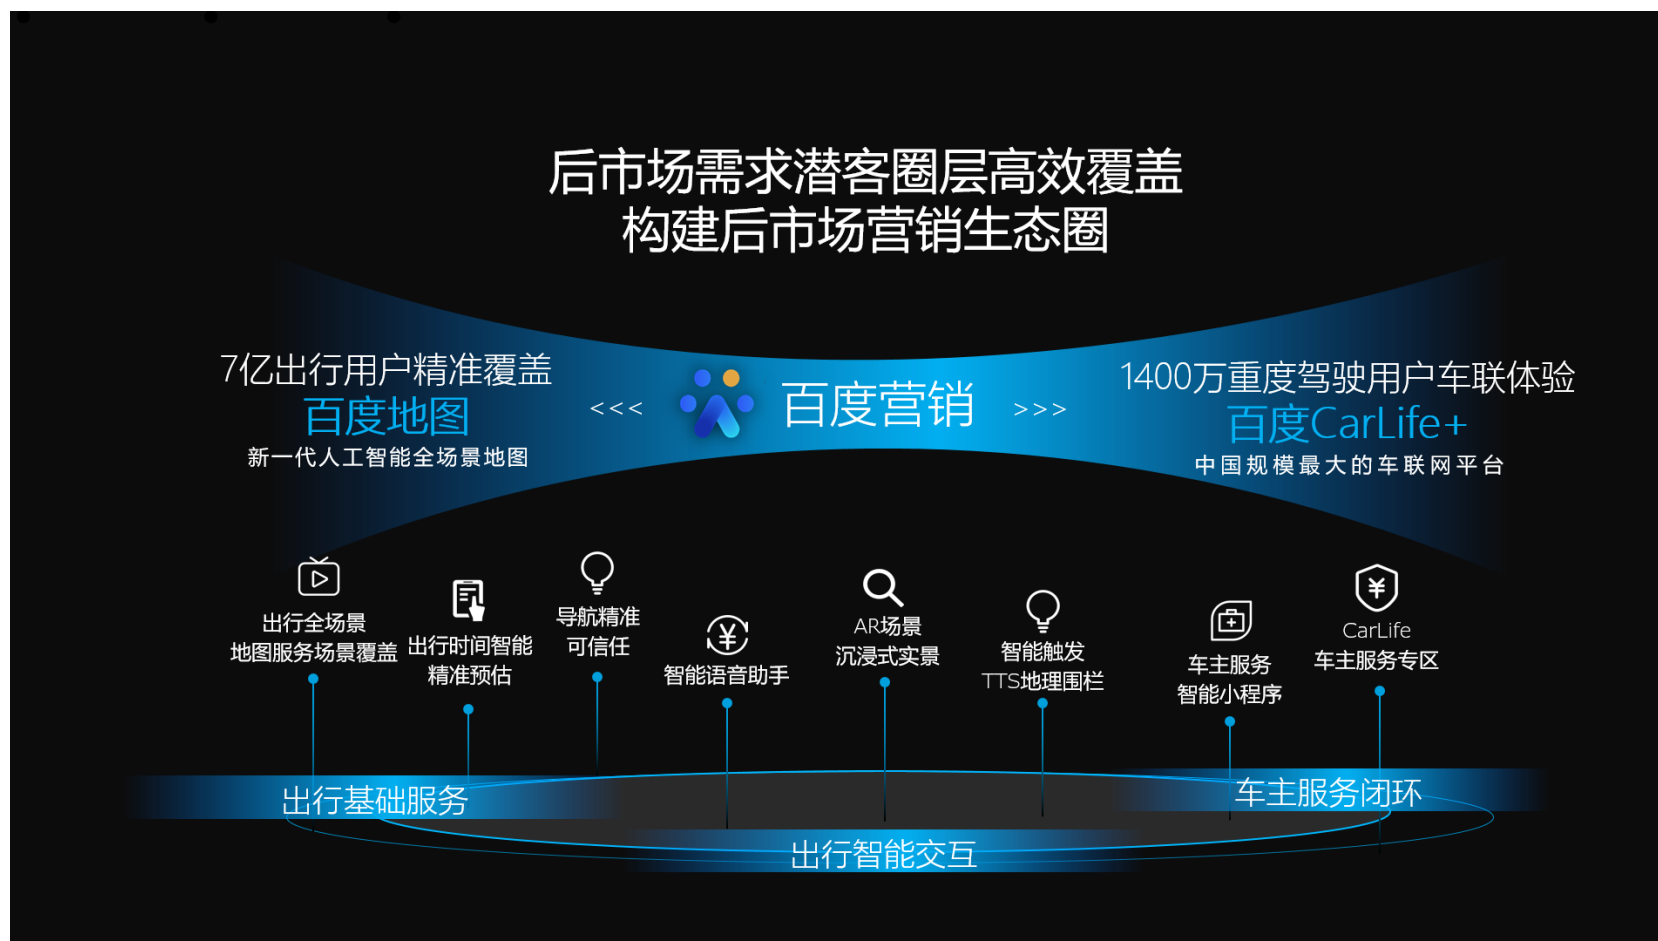 后市场需求潜客圈层高效覆盖
构建后市场营销生态圈
7亿出行用户精准覆盖
百度地图
新一代人工智能全场景地图
<<<
百度营销
>>>
1400万重度驾驶用户车联体验
百度CarLife+
中国规模最大的车联网平台
出行全场景
地图服务场景覆盖
出行时间智能
精准预估
导航精准
可信任
¥
智能语音助手
AR场景
沉浸式实景
智能触发
TTS地理围栏
车主服务
智能小程序
¥
CarLife
车主服务专区
出行基础服务
出行智能交互
车主服务闭环